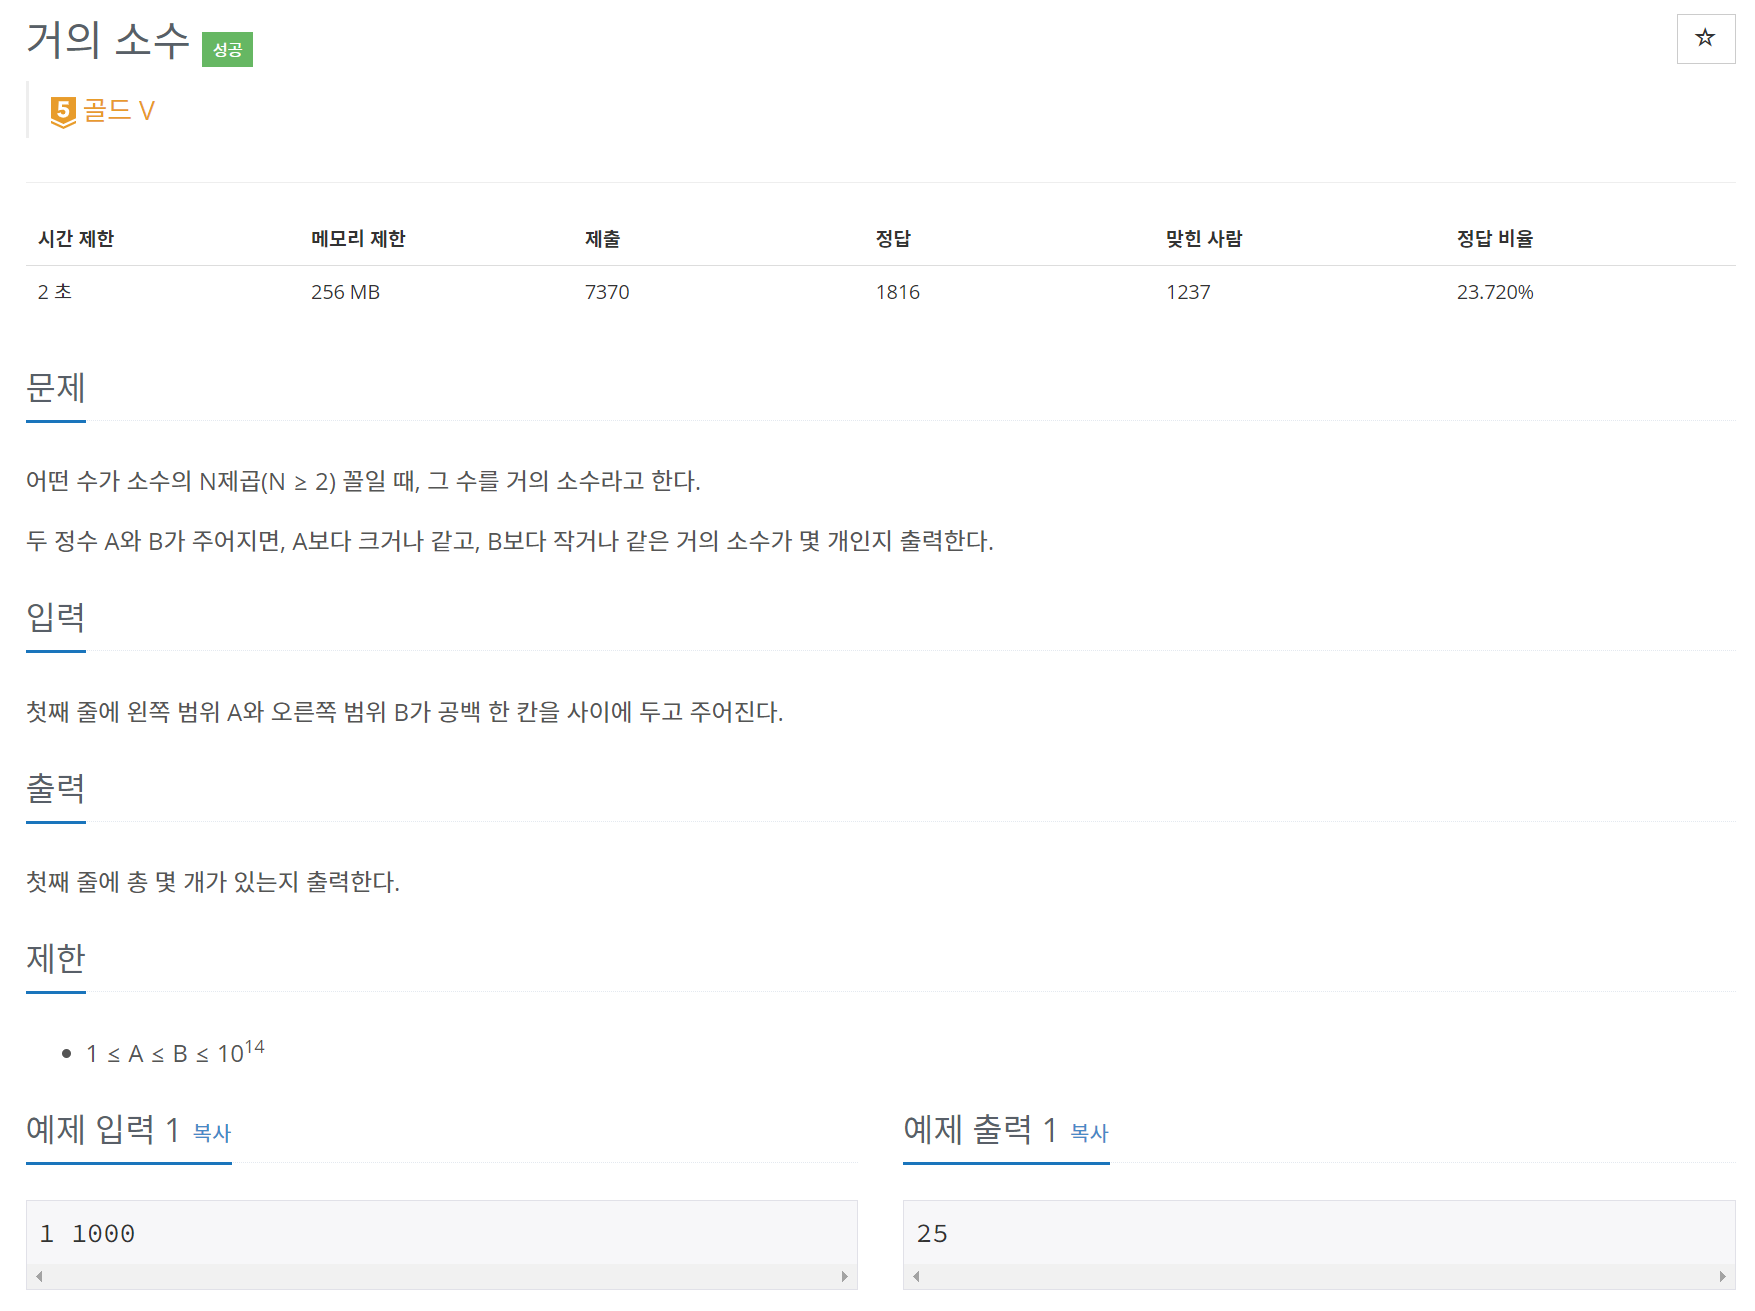 거의 소수 성공
☆
5 골드 V
시간 제한 메모리 제한 제출 정답 맞힌 사람 정답 비율
2 초 256 MB 7370 1816 1237 23.720%
문제
어떤 수가 소수의 N제곱(N ≥ 2) 꼴일 때, 그 수를 거의 소수라고 한다.
두 정수 A와 B가 주어지면, A보다 크거나 같고, B보다 작거나 같은 거의 소수가 몇 개인지 출력한다.
입력
첫째 줄에 왼쪽 범위 A와 오른쪽 범위 B가 공백 한 칸을 사이에 두고 주어진다.
출력
첫째 줄에 총 몇 개가 있는지 출력한다.
제한
• 1 ≤ A ≤ B ≤ 10¹⁴
예제 입력 1 복사
1 1000
예제 출력 1 복사
25